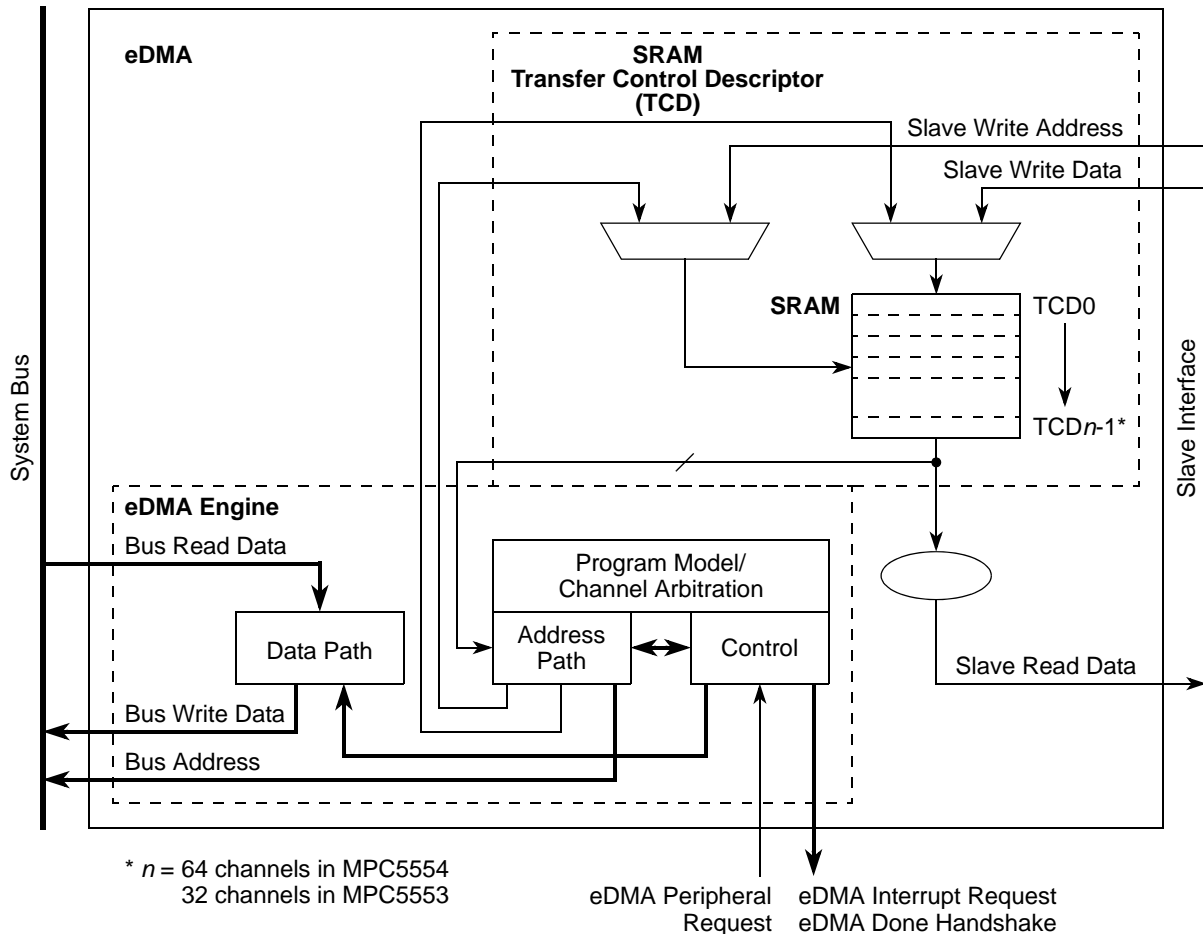 eDMA
SRAM
Transfer Control Descriptor
(TCD)
Slave Write Address
Slave Write Data
SRAM
TCD0
TCDn-1*
System Bus
Slave Interface
eDMA Engine
Bus Read Data
Program Model/
Channel Arbitration
Data Path
Address
Path
Control
Slave Read Data
Bus Write Data
Bus Address
* n = 64 channels in MPC5554
32 channels in MPC5553
eDMA Peripheral
Request
eDMA Interrupt Request
eDMA Done Handshake